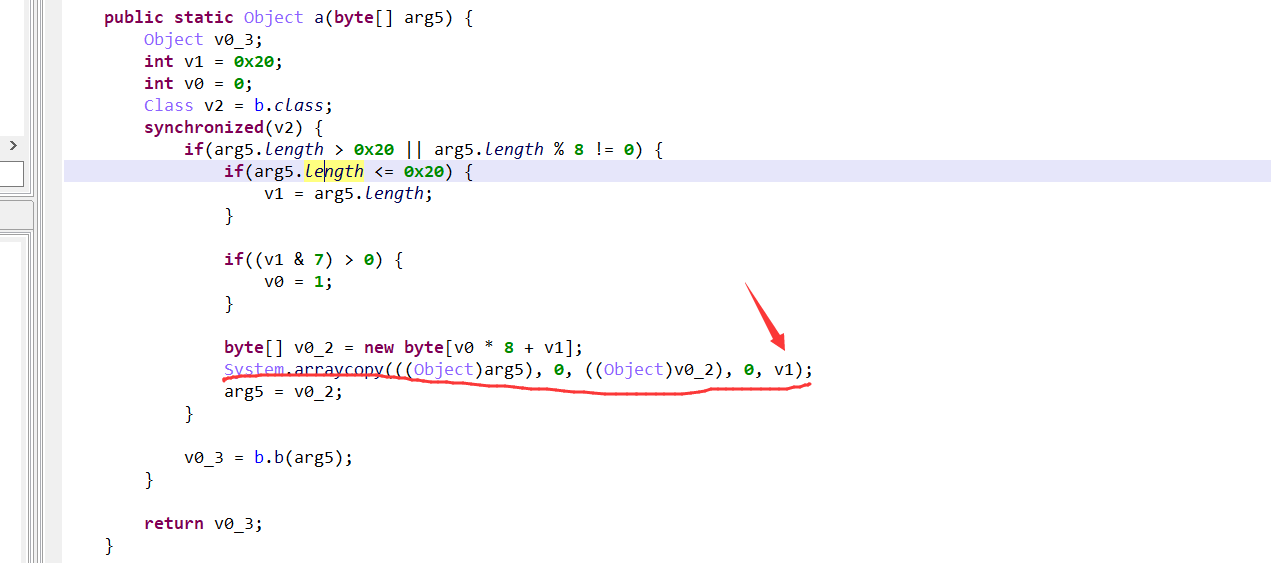 public static Object a(byte[] arg5) {
Object v0_3;
int v1 = 0x20;
int v0 = 0;
Class v2 = b.class;
synchronized(v2) {
if(arg5.length > 0x20 || arg5.length % 8 != 0) {
if(arg5.length <= 0x20) {
v1 = arg5.length;
}
if((v1 & 7) > 0) {
v0 = 1;
}
byte[] v0_2 = new byte[v0 * 8 + v1];
System.arraycopy(((Object)arg5), 0, ((Object)v0_2), 0, v1);
arg5 = v0_2;
}
v0_3 = b.b(arg5);
}
return v0_3;
}